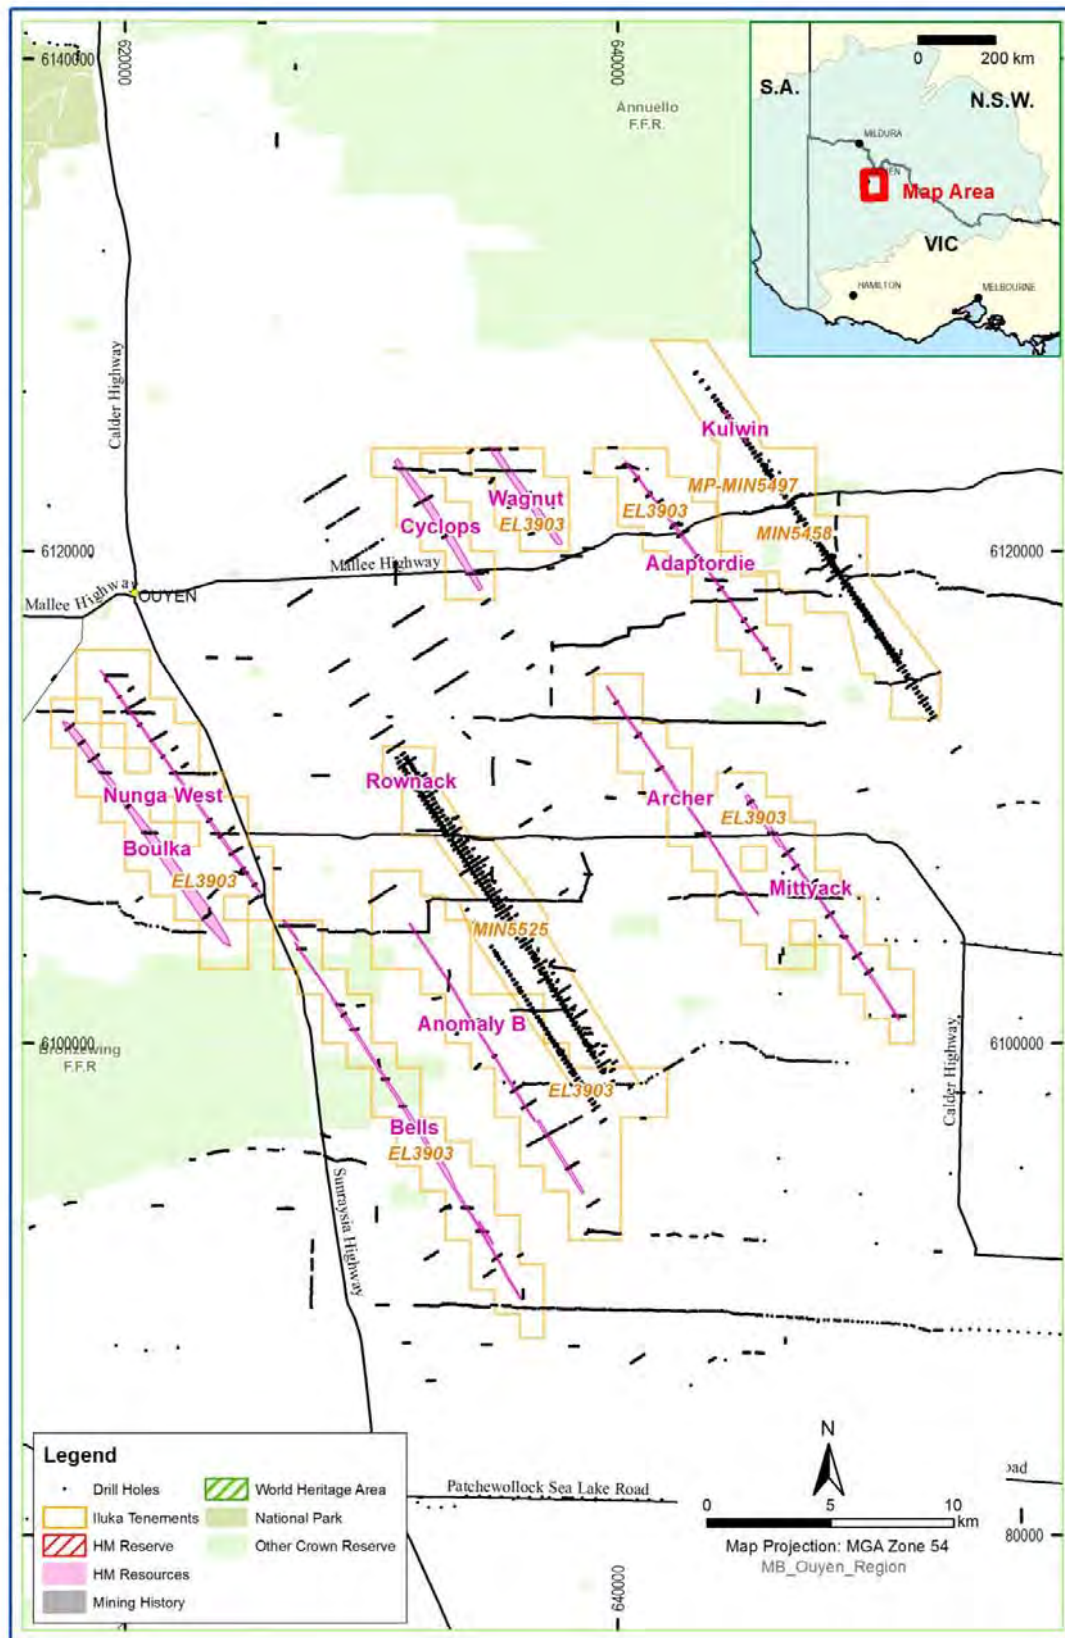 6140000
620000
640000
Annuello
F.F.R.
0 200 km
S.A.
N.S.W.
MILDURA
Map Area
VIC
HAMILTON
MELBOURNE
Calder Highway
Kulwin
MP-MIN5497
Wagnut
EL3903
EL3903
Cyclops
MIN5458
6120000
6120000
Mallee Highway
Adaptordie
Mallee Highway
OUYEN
Rownack
Nunga West
Archer
EL3903
Boulka
EL3903
Mittyack
MIN5525
Anomaly B
6100000
6100000
Bronzewing
F.F.R
EL3903
Calder Highway
Bells
EL3903
Sunraysia Highway
Legend
Drill Holes
Iluka Tenements
HM Reserve
HM Resources
Mining History
World Heritage Area
National Park
Other Crown Reserve
Patchewollock Sea Lake Road
N
0 5 10
km
80000
Map Projection: MGA Zone 54
MB_Ouyen_Region
640000